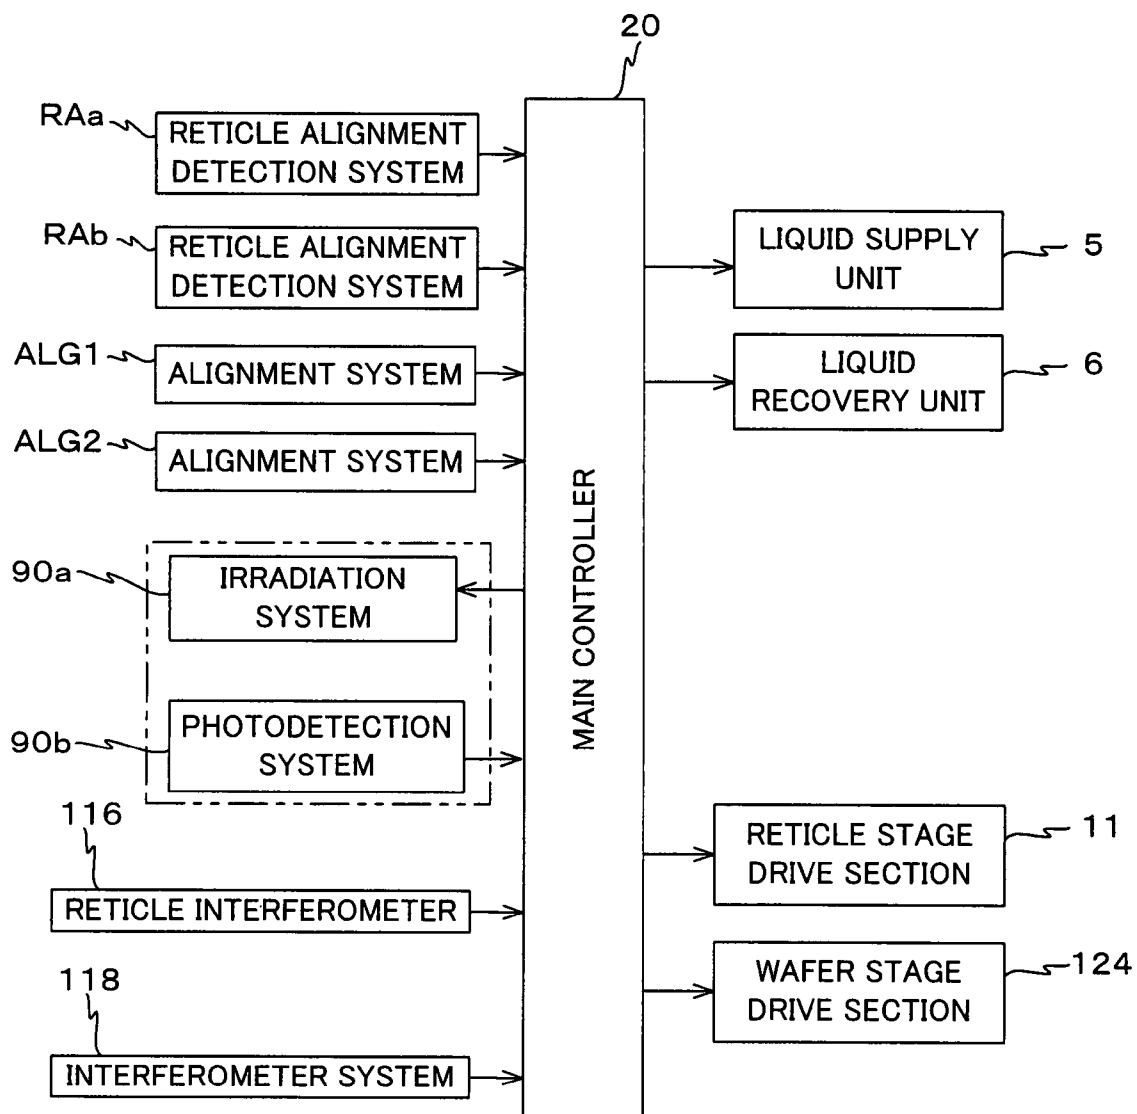 20
RAa
RETICLE ALIGNMENT
DETECTION SYSTEM
RAb
RETICLE ALIGNMENT
DETECTION SYSTEM
ALG1
ALIGNMENT SYSTEM
ALG2
ALIGNMENT SYSTEM
90a
IRRADIATION
SYSTEM
90b
PHOTODETECTION
SYSTEM
116
RETICLE INTERFEROMETER
118
INTERFEROMETER SYSTEM
MAIN CONTROLLER
LIQUID SUPPLY
UNIT
5
LIQUID
RECOVERY UNIT
6
RETICLE STAGE
DRIVE SECTION
11
WAFER STAGE
DRIVE SECTION
124